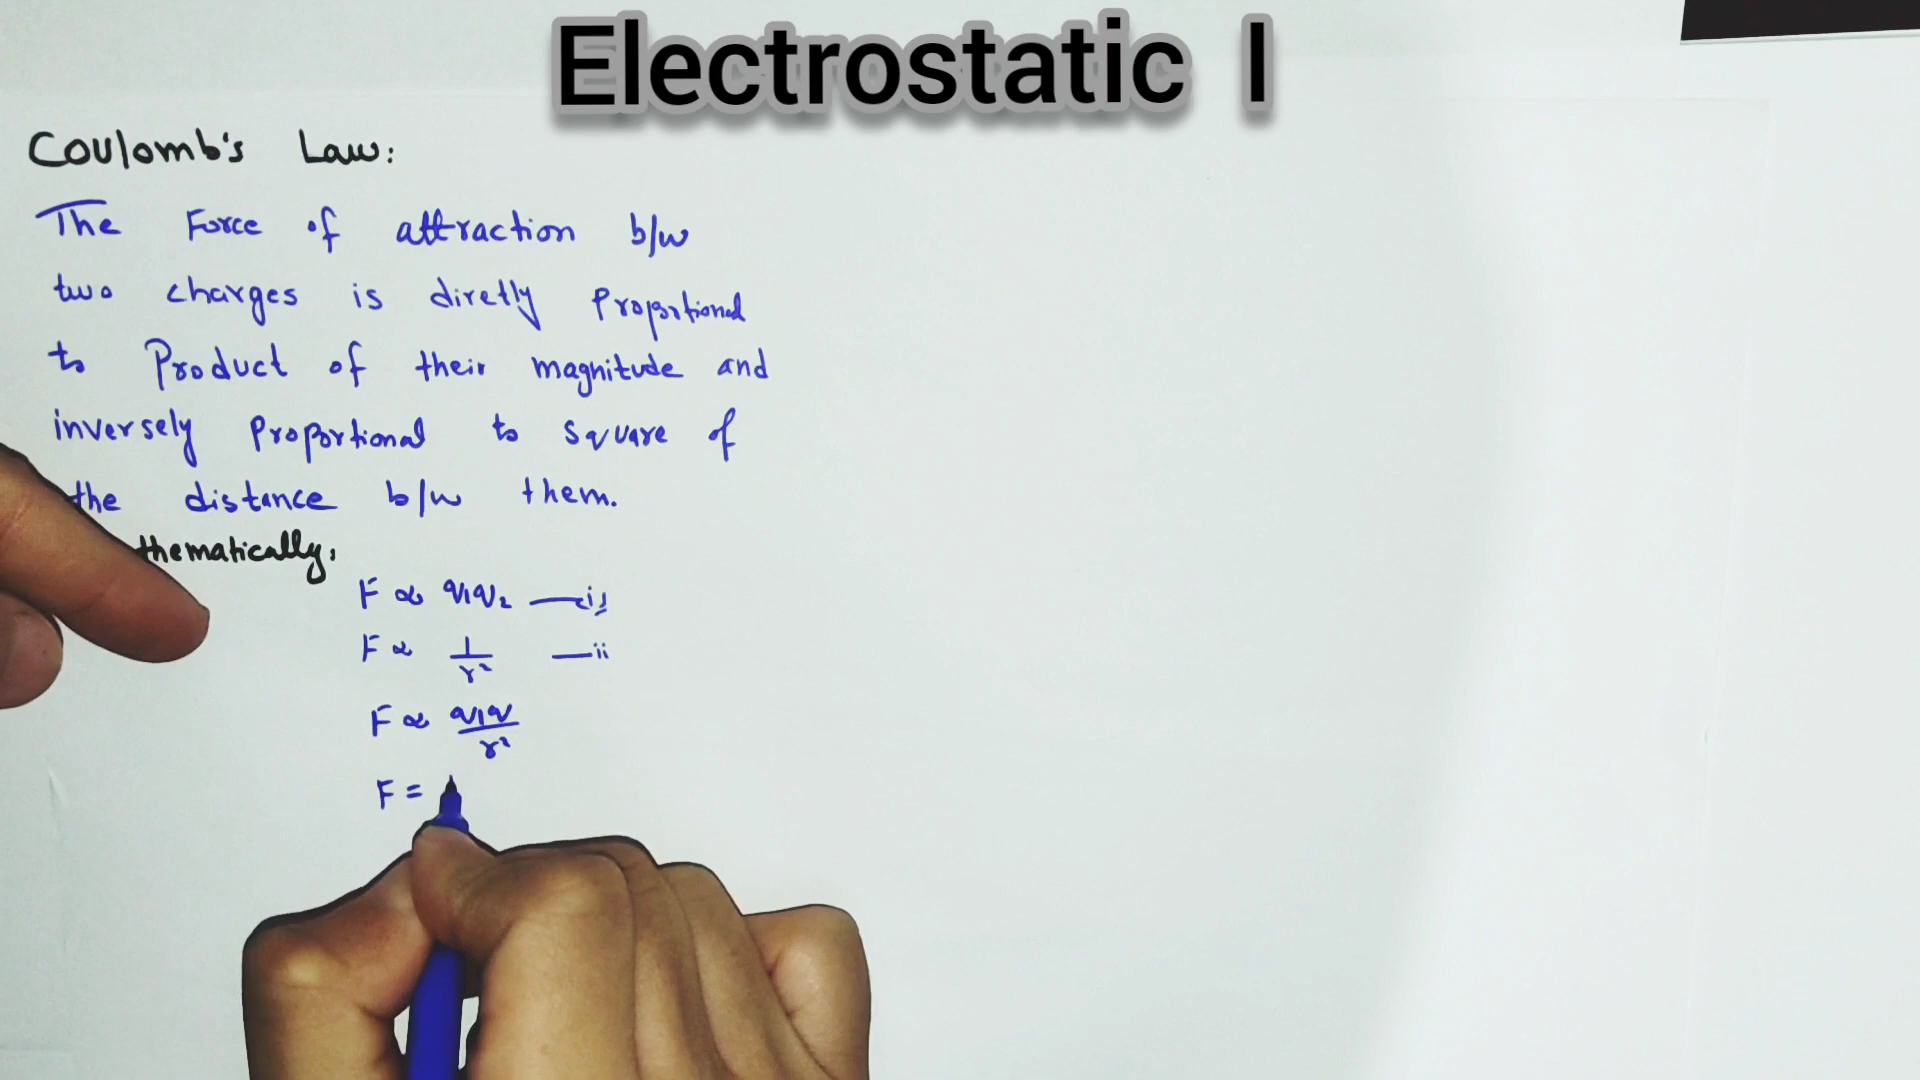 Electrostatic I
Coulomb's Law:
The Force of attraction b/w
two charges is diretly Proportional
to Product of their magnitude and
inversely Proportional to square of
the distance b/w them.
thematically,
F ∝ q₁q₂ —i,
F ∝ 1/r² —ii
F ∝ q₁q/r²
F =